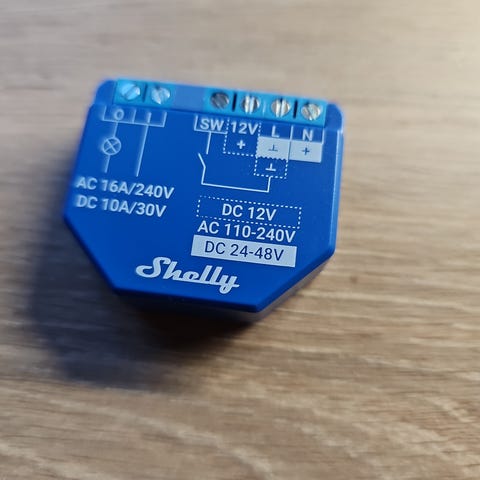 O I
SW 12V L N
+ ⊥ +
⊥
AC 16A/240V
DC 10A/30V
DC 12V
AC 110-240V
DC 24-48V
Shelly